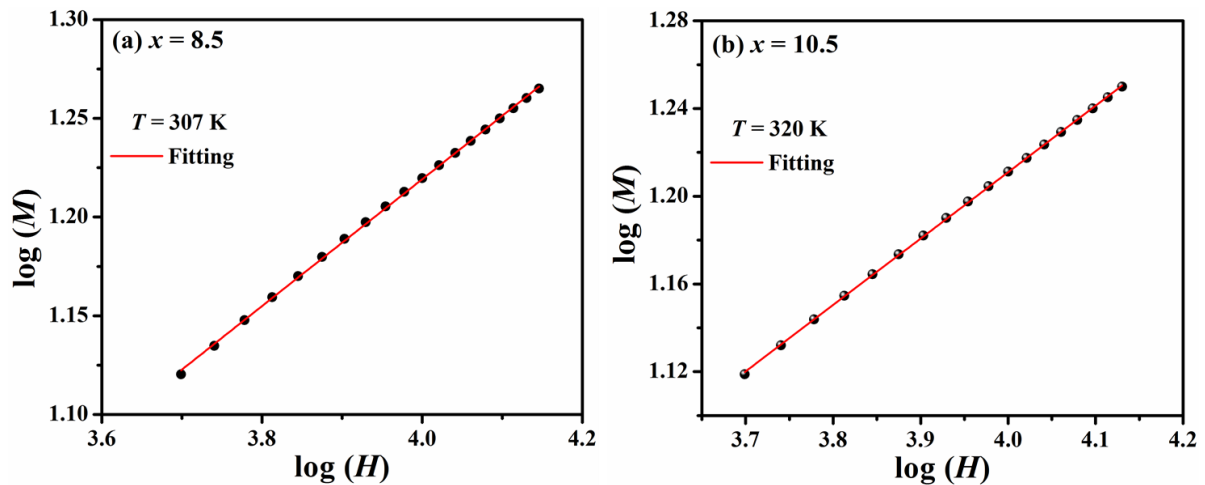 (a) x = 8.5
T = 307 K
Fitting
1.30
1.25
1.20
1.15
1.10
log (M)
3.6
3.8
4.0
4.2
log (H)
(b) x = 10.5
T = 320 K
Fitting
1.28
1.24
1.20
1.16
1.12
log (M)
3.7
3.8
3.9
4.0
4.1
4.2
log (H)